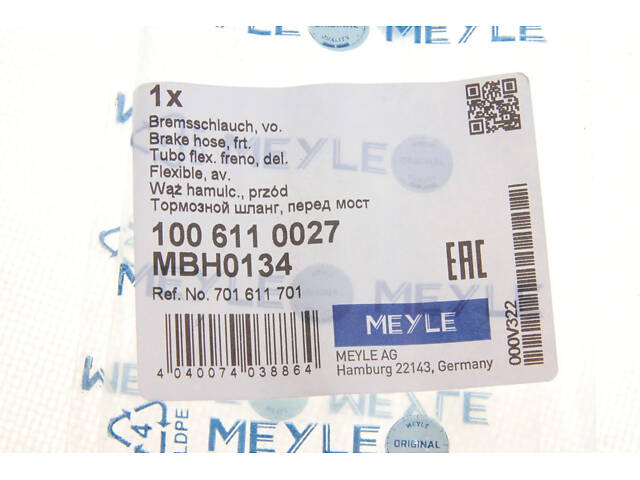 MEYLE
1x
Bremsschlauch, vo.
Brake hose, frt.
Tubo flex. freno, del.
Flexible, av.
Wąż hamulc., przód
Тормозной шланг, перед мост
100 611 0027
MBH0134
Ref. No. 701 611 701
EAC
000V322
MEYLE
MEYLE AG
Hamburg 22143, Germany
4 040074 038864
MEYLE
ORIGINAL
4
LDPE